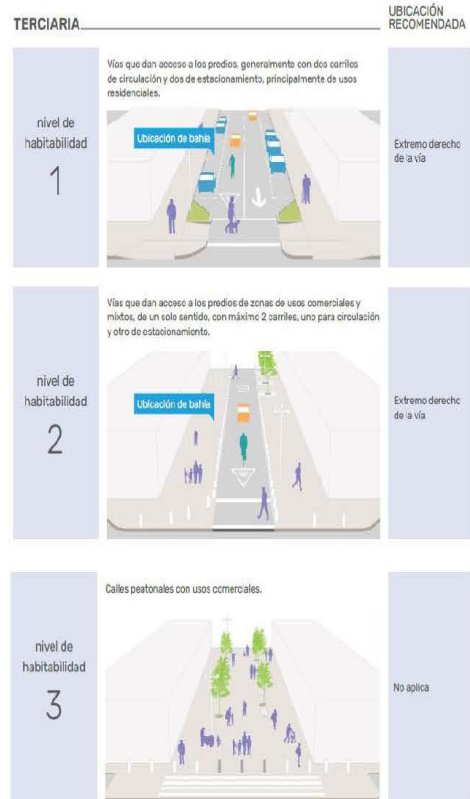 TERCIARIA
UBICACIÓN
RECOMENDADA
nivel de
habitabilidad
1
Vías que dan acceso a los predios, generalmente con dos carriles
de circulación y dos de estacionamiento, principalmente de usos
residenciales.
Ubicación de bahía
Extremo derecho
de la vía
nivel de
habitabilidad
2
Vías que dan acceso a los predios de zonas de usos comerciales y
mixtos, de un solo sentido, con máximo 2 carriles, uno para circulación
y otro de estacionamiento.
Ubicación de bahía
Extremo derecho
de la vía
nivel de
habitabilidad
3
Calles peatonales con usos comerciales.
No aplica